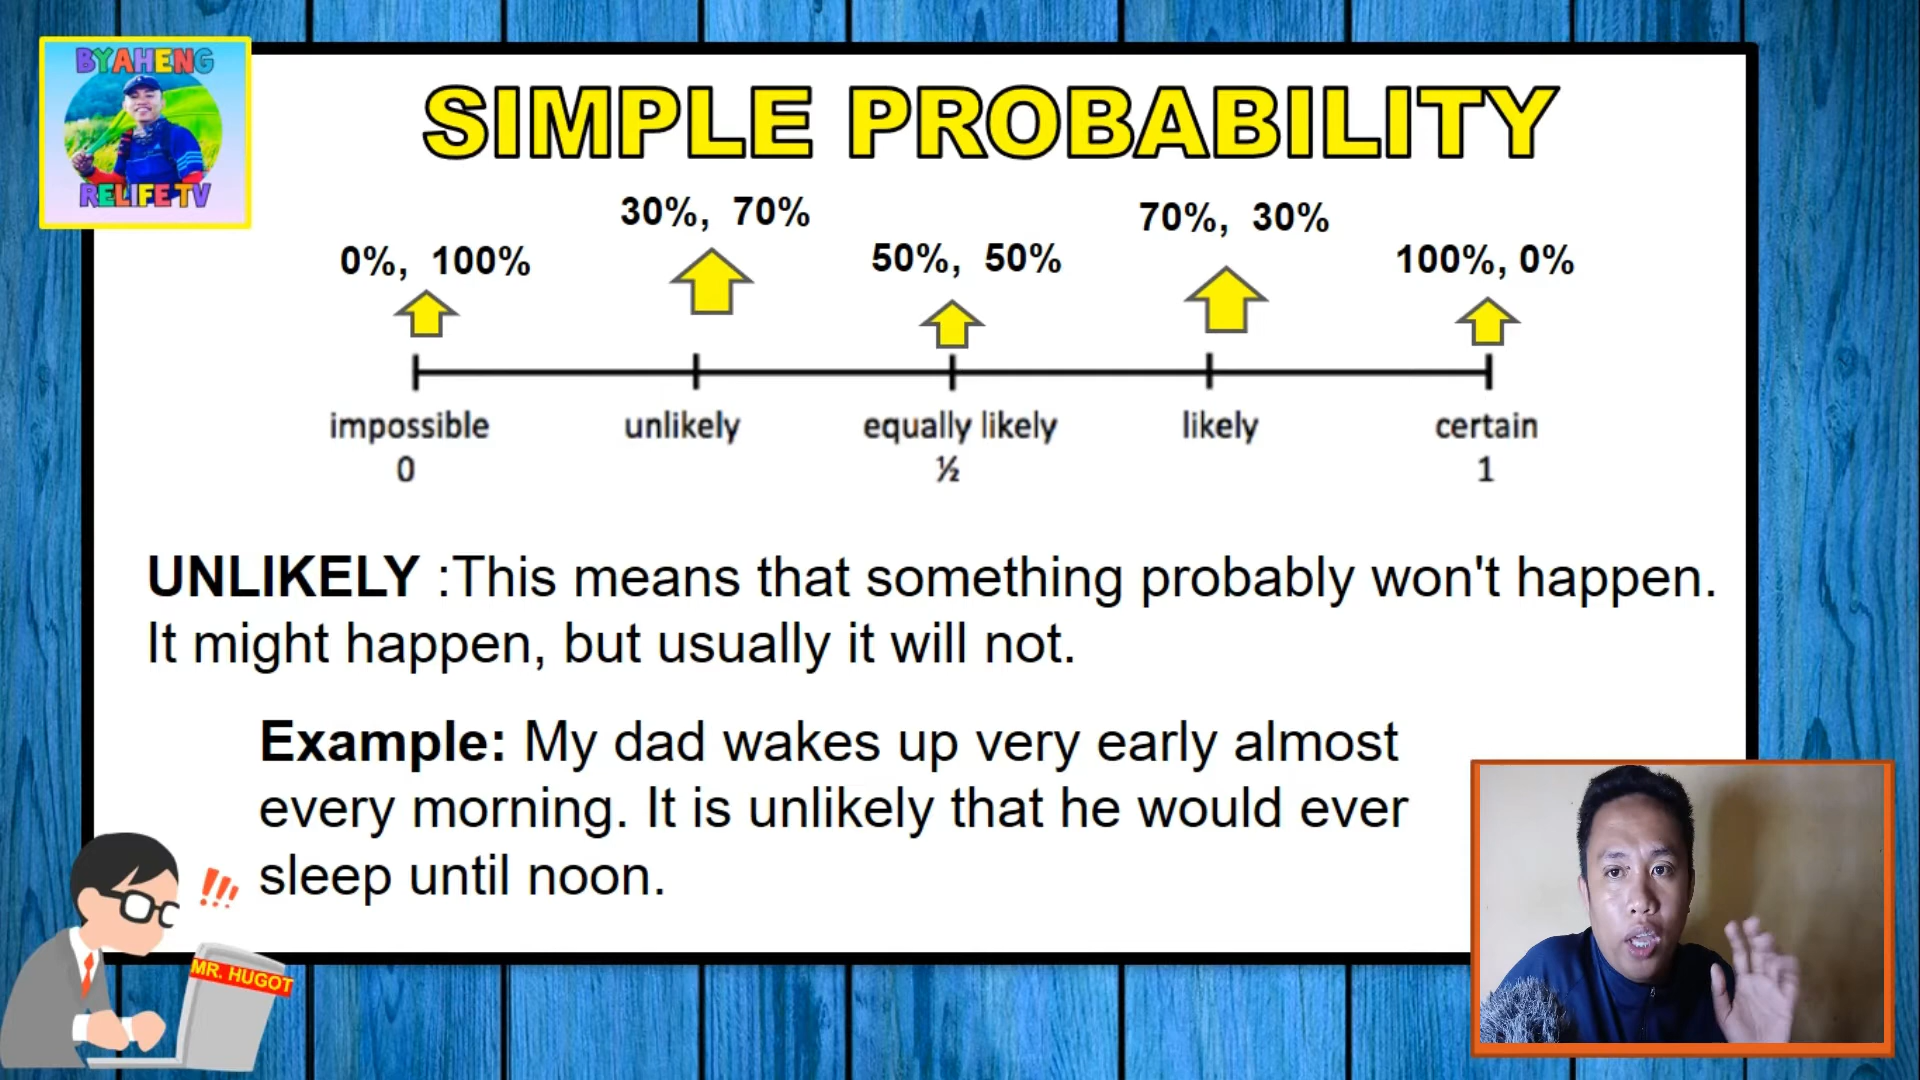 BYAHENG
RELIFE TV
SIMPLE PROBABILITY
0%, 100%
30%, 70%
50%, 50%
70%, 30%
100%, 0%
impossible
0
unlikely
equally likely
½
likely
certain
1
UNLIKELY :This means that something probably won't happen.
It might happen, but usually it will not.
Example: My dad wakes up very early almost
every morning. It is unlikely that he would ever
sleep until noon.
!!!
MR. HUGOT